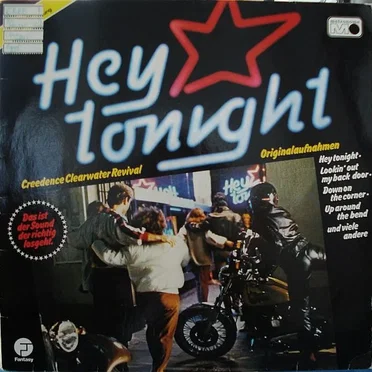 Hey
tonight
Creedence Clearwater Revival
Originalaufnahmen
Hey tonight ·
Lookin' out
my back door ·
Down on
the corner ·
Up around
the bend
und viele
andere
Das ist
der Sound
der richtig
losgeht.
Hey
tonight
Fantasy